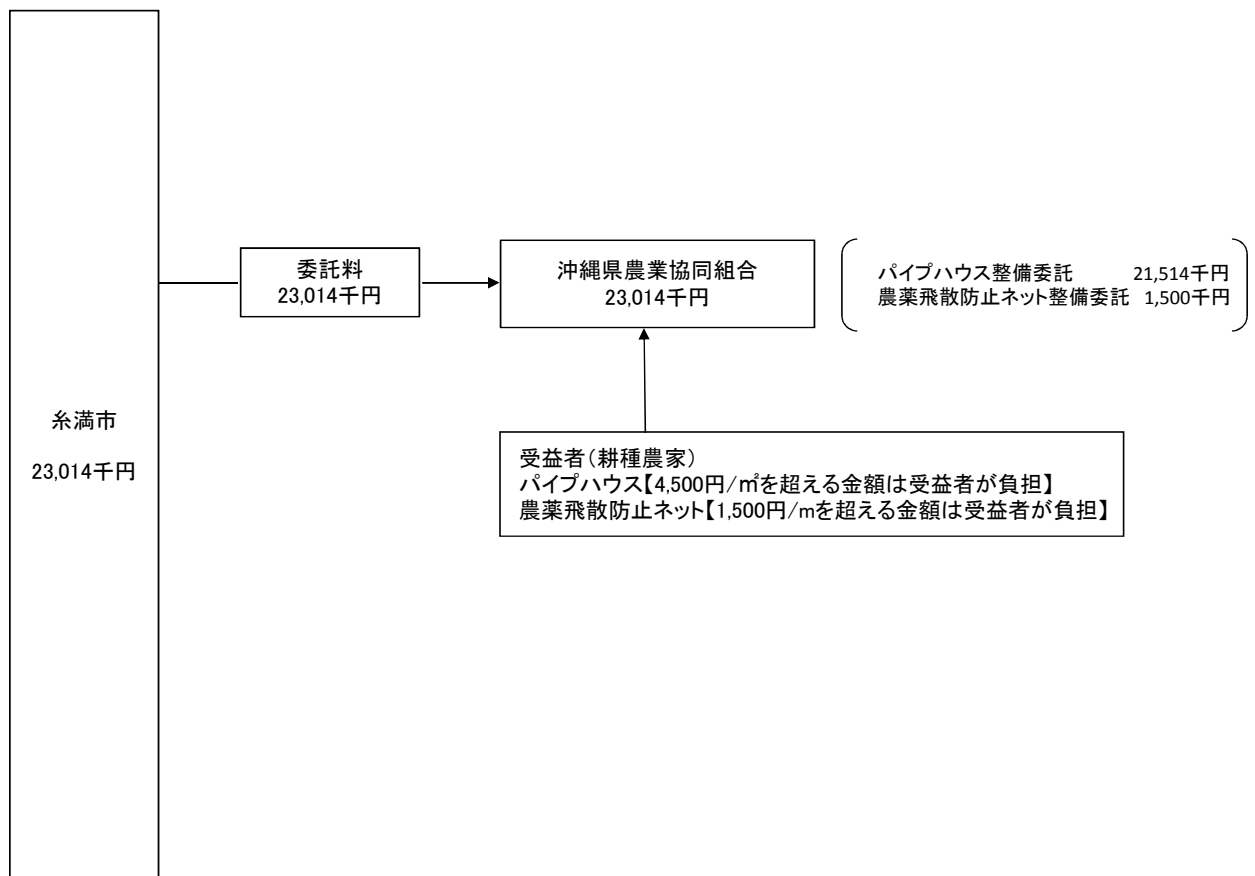 糸満市
23,014千円
委託料
23,014千円
沖縄県農業協同組合
23,014千円
パイプハウス整備委託 21,514千円
農薬飛散防止ネット整備委託 1,500千円
受益者(耕種農家)
パイプハウス【4,500円/㎡を超える金額は受益者が負担】
農薬飛散防止ネット【1,500円/mを超える金額は受益者が負担】